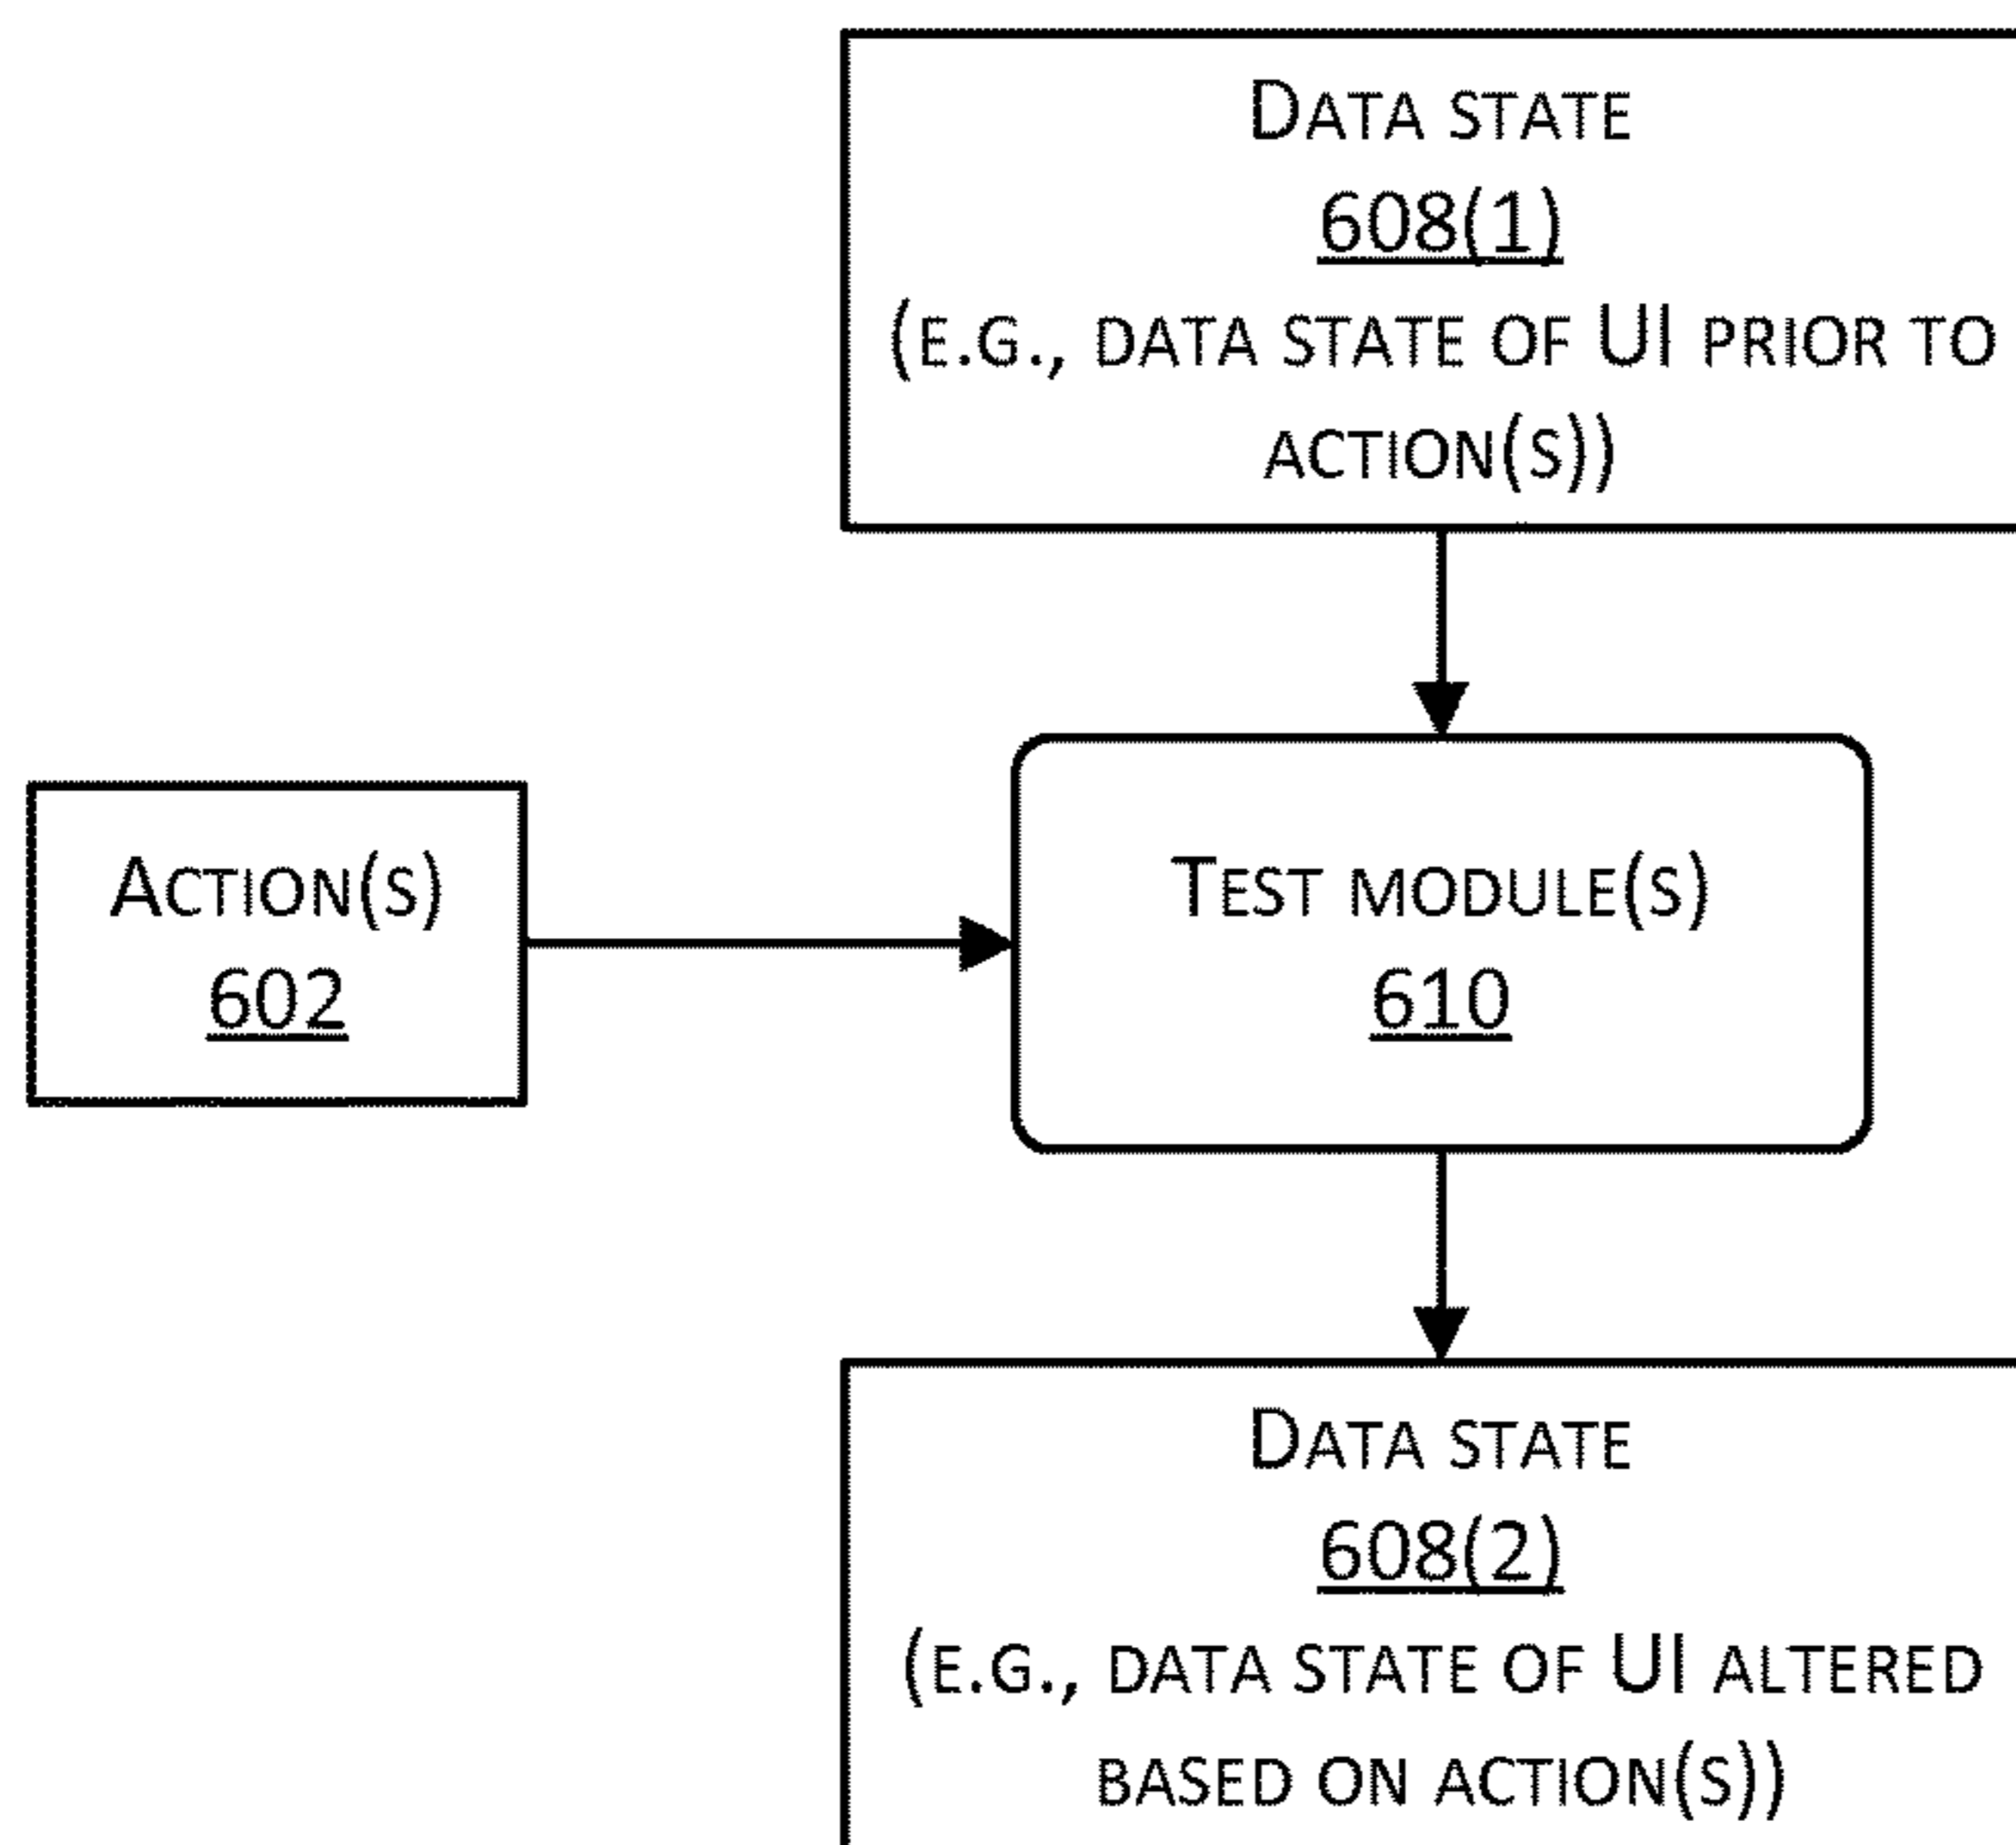 DATA STATE
608(1)
(E.G., DATA STATE OF UI PRIOR TO
ACTION(S))
ACTION(S)
602
TEST MODULE(S)
610
DATA STATE
608(2)
(E.G., DATA STATE OF UI ALTERED
BASED ON ACTION(S))